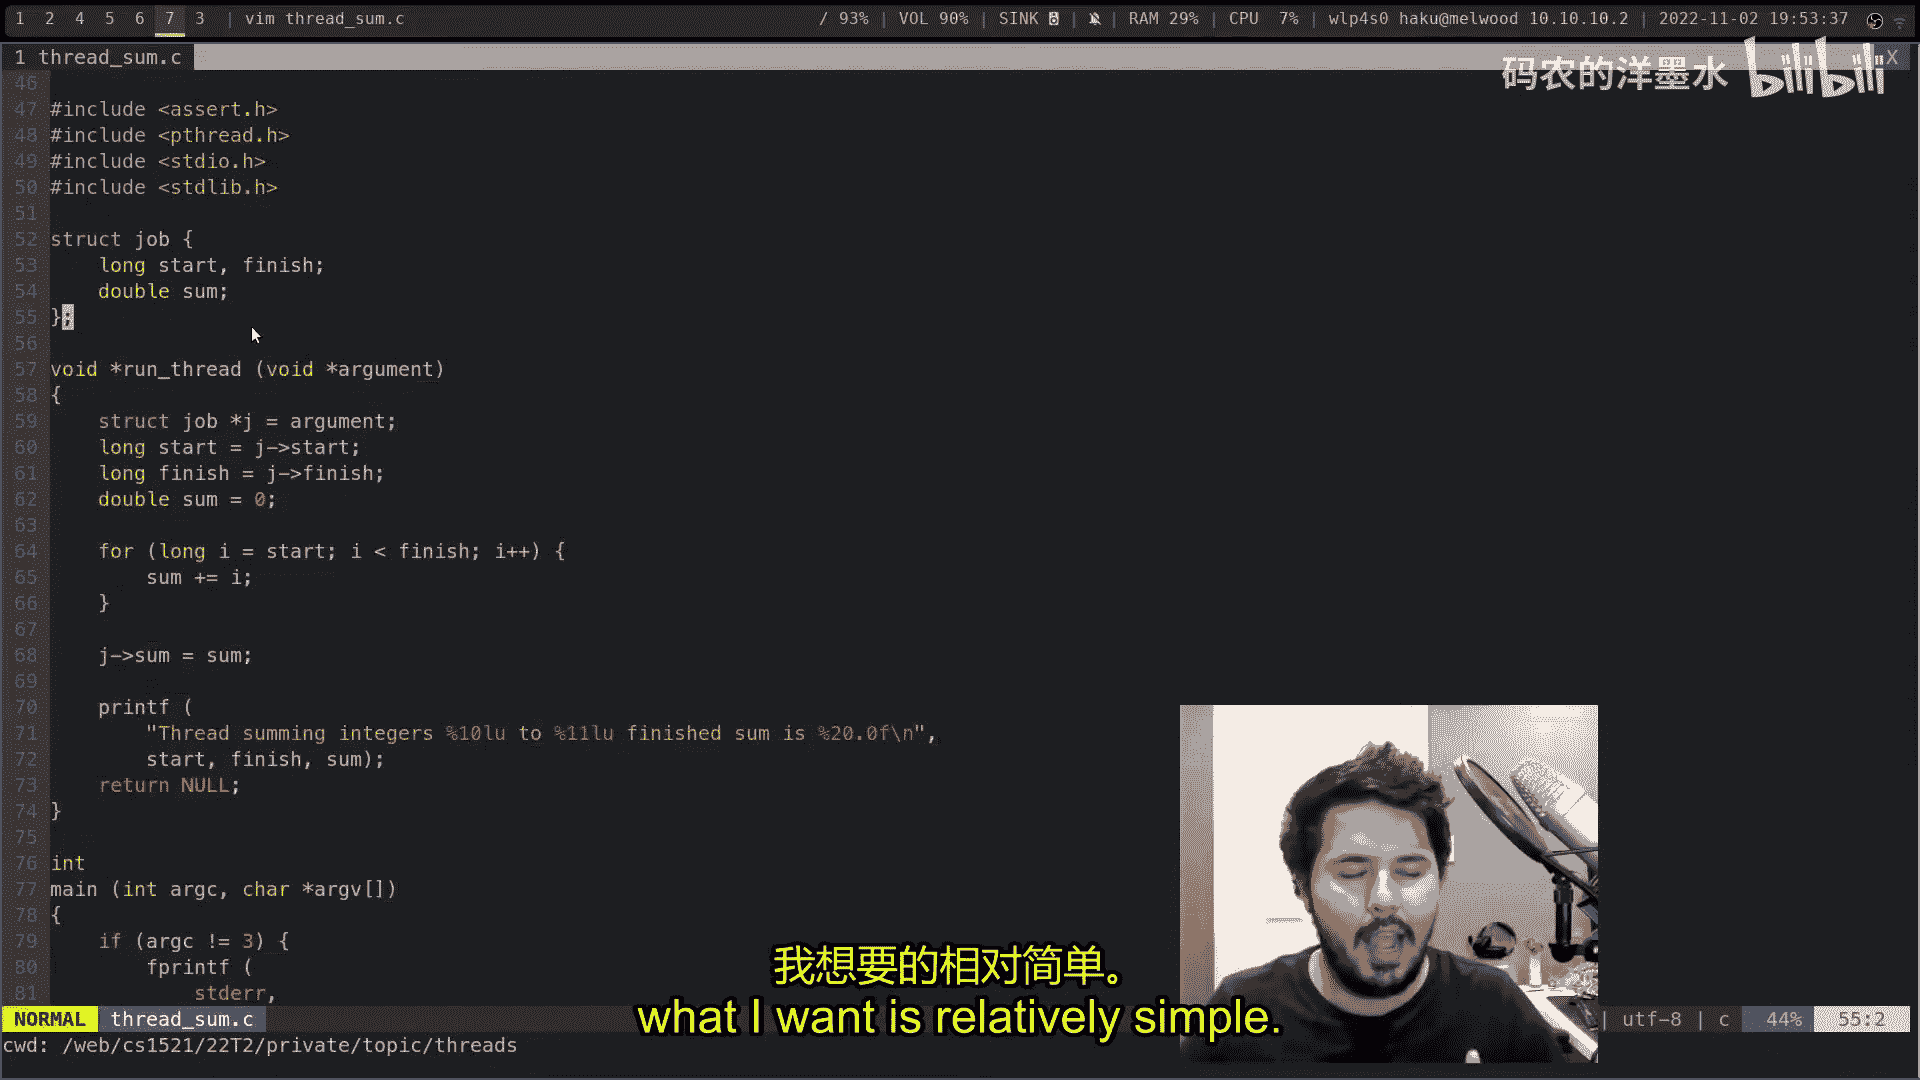 1 2 4 5 6 7 3 | vim thread_sum.c / 93% | VOL 90% | SINK | | RAM 29% | CPU 7% | wlp4s0 haku@melwood 10.10.10.2 | 2022-11-02 19:53:37
1 thread_sum.c X
码农的洋墨水 bilibili
46
47 #include <assert.h>
48 #include <pthread.h>
49 #include <stdio.h>
50 #include <stdlib.h>
51
52 struct job {
53     long start, finish;
54     double sum;
55 };
56
57 void *run_thread (void *argument)
58 {
59     struct job *j = argument;
60     long start = j->start;
61     long finish = j->finish;
62     double sum = 0;
63
64     for (long i = start; i < finish; i++) {
65         sum += i;
66     }
67
68     j->sum = sum;
69
70     printf (
71         "Thread summing integers %10lu to %11lu finished sum is %20.0f\n",
72         start, finish, sum);
73     return NULL;
74 }
75
76 int
77 main (int argc, char *argv[])
78 {
79     if (argc != 3) {
80         fprintf (
81             stderr,
我想要的相对简单。
what I want is relatively simple.
NORMAL thread_sum.c | utf-8 | c 44% 55:2
cwd: /web/cs1521/22T2/private/topic/threads